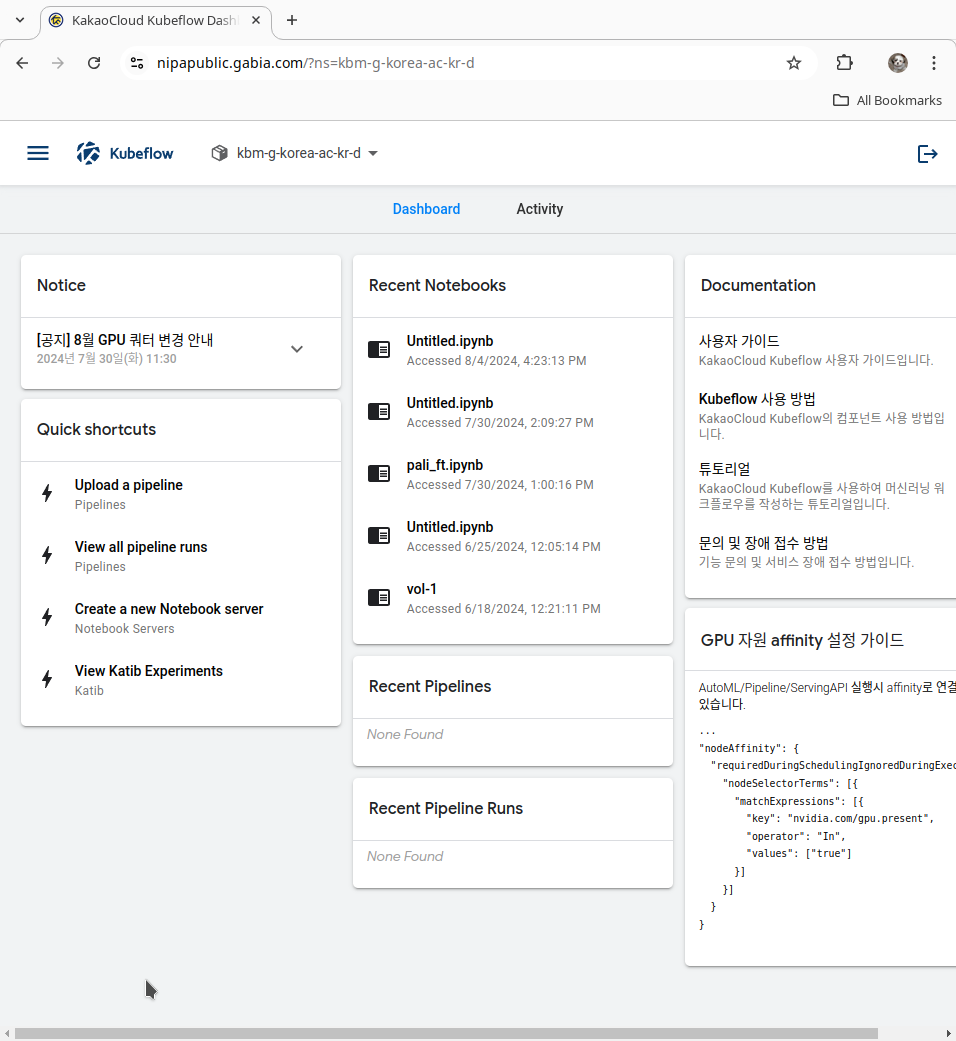 KakaoCloud Kubeflow Dash
nipapublic.gabia.com/?ns=kbm-g-korea-ac-kr-d
All Bookmarks
Kubeflow
kbm-g-korea-ac-kr-d
Dashboard
Activity
Notice
[공지] 8월 GPU 쿼터 변경 안내
2024년 7월 30일(화) 11:30
Quick shortcuts
Upload a pipeline
Pipelines
View all pipeline runs
Pipelines
Create a new Notebook server
Notebook Servers
View Katib Experiments
Katib
Recent Notebooks
Untitled.ipynb
Accessed 8/4/2024, 4:23:13 PM
Untitled.ipynb
Accessed 7/30/2024, 2:09:27 PM
pali_ft.ipynb
Accessed 7/30/2024, 1:00:16 PM
Untitled.ipynb
Accessed 6/25/2024, 12:05:14 PM
vol-1
Accessed 6/18/2024, 12:21:11 PM
Recent Pipelines
None Found
Recent Pipeline Runs
None Found
Documentation
사용자 가이드
KakaoCloud Kubeflow 사용자 가이드입니다.
Kubeflow 사용 방법
KakaoCloud Kubeflow의 컴포넌트 사용 방법입
니다.
튜토리얼
KakaoCloud Kubeflow를 사용하여 머신러닝 워
크플로우를 작성하는 튜토리얼입니다.
문의 및 장애 접수 방법
기능 문의 및 서비스 장애 접수 방법입니다.
GPU 자원 affinity 설정 가이드
AutoML/Pipeline/ServingAPI 실행시 affinity로 연결
있습니다.
...
"nodeAffinity": {
"requiredDuringSchedulingIgnoredDuringExec
"nodeSelectorTerms": [{
"matchExpressions": [{
"key": "nvidia.com/gpu.present",
"operator": "In",
"values": ["true"]
}]
}]
}
}